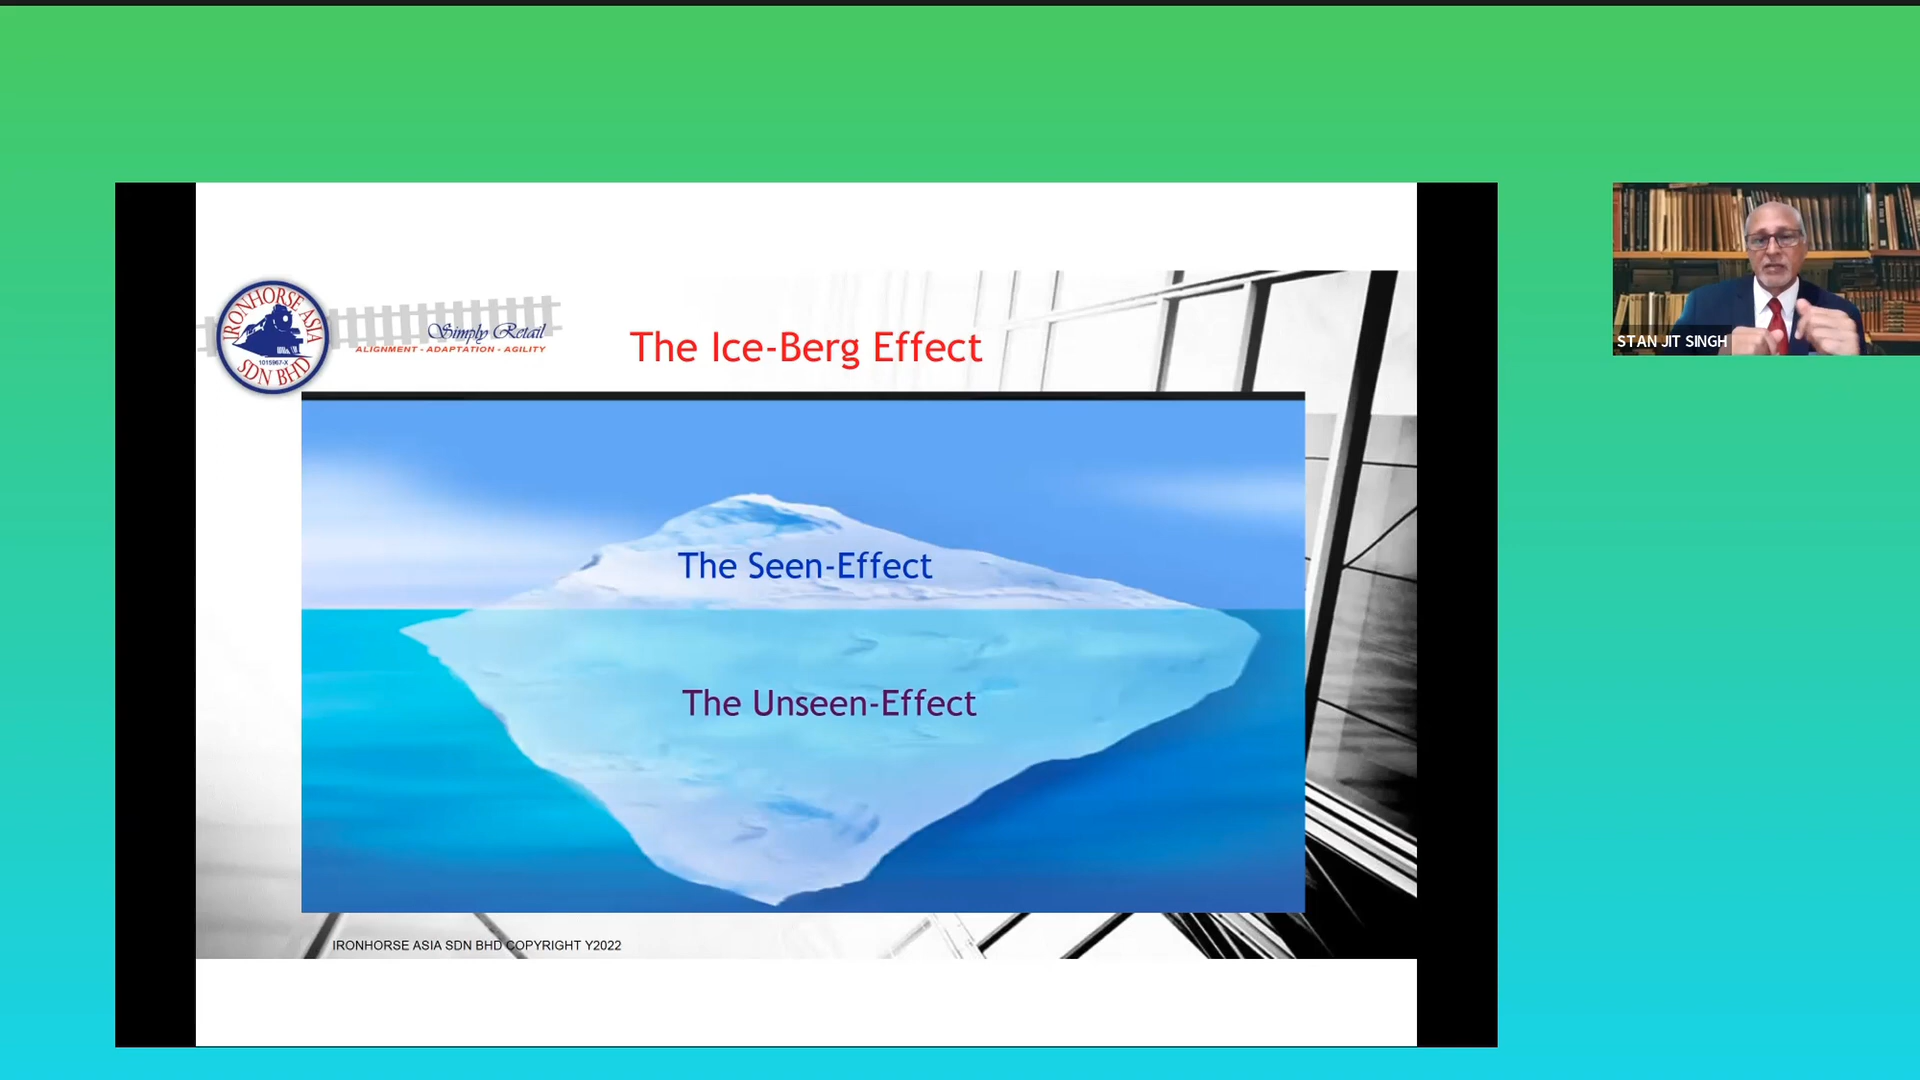 IRONHORSE ASIA
1015967-X
SDN BHD
Simply Retail
ALIGNMENT - ADAPTATION - AGILITY
The Ice-Berg Effect
The Seen-Effect
The Unseen-Effect
IRONHORSE ASIA SDN BHD COPYRIGHT Y2022
STAN JIT SINGH